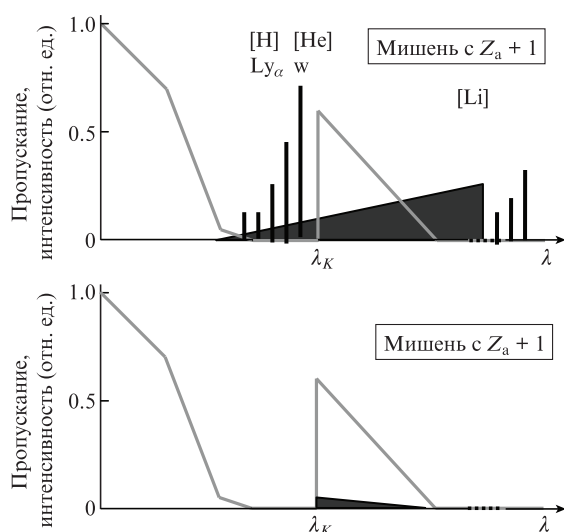 Пропускание,
интенсивность (отн. ед.)
1.0
0.5
0
[H] [He]
Ly𝛼 w
Мишень с Zа + 1
[Li]
λK
λ
Пропускание,
интенсивность (отн. ед.)
1.0
0.5
0
Мишень с Zа + 1
λK
λ